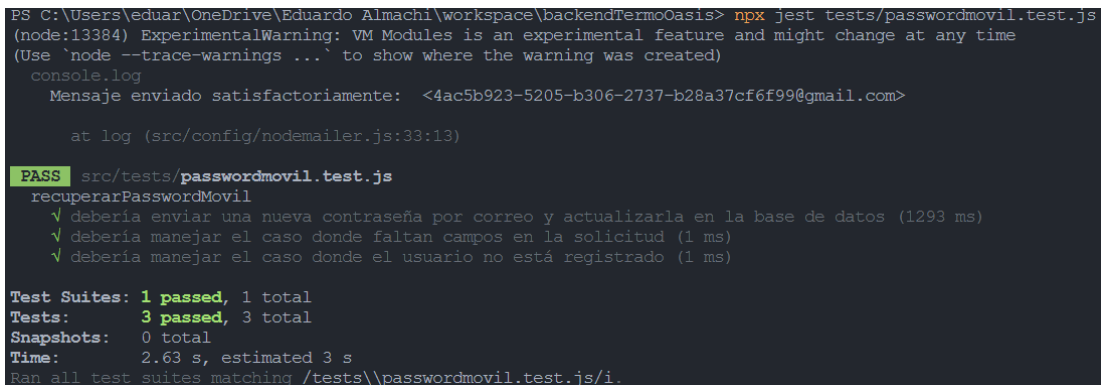 PS C:\Users\eduar\OneDrive\Eduardo Almachi\workspace\backendTermoOasis> npx jest tests/passwordmovil.test.js
(node:13384) ExperimentalWarning: VM Modules is an experimental feature and might change at any time
(Use `node --trace-warnings ...` to show where the warning was created)
console.log
Mensaje enviado satisfactoriamente:  <4ac5b923-5205-b306-2737-b28a37cf6f99@gmail.com>
at log (src/config/nodemailer.js:33:13)
PASS src/tests/passwordmovil.test.js
recuperarPasswordMovil
√ debería enviar una nueva contraseña por correo y actualizarla en la base de datos (1293 ms)
√ debería manejar el caso donde faltan campos en la solicitud (1 ms)
√ debería manejar el caso donde el usuario no está registrado (1 ms)
Test Suites: 1 passed, 1 total
Tests:       3 passed, 3 total
Snapshots:   0 total
Time:        2.63 s, estimated 3 s
Ran all test suites matching /tests\\passwordmovil.test.js/i.